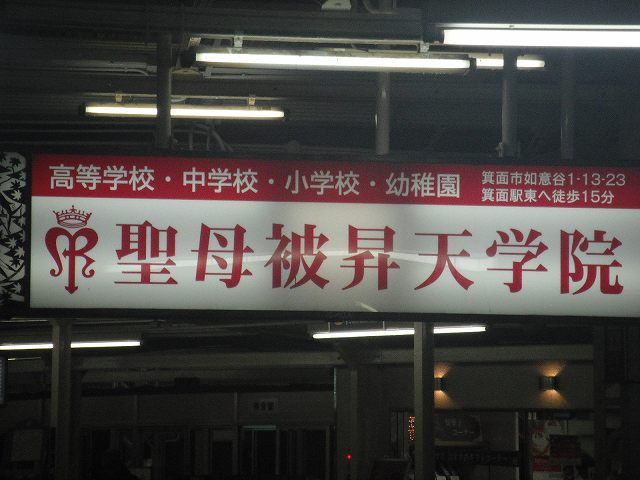 高等学校・中学校・小学校・幼稚園
箕面市如意谷1-13-23
箕面駅東へ徒歩15分
聖母被昇天学院